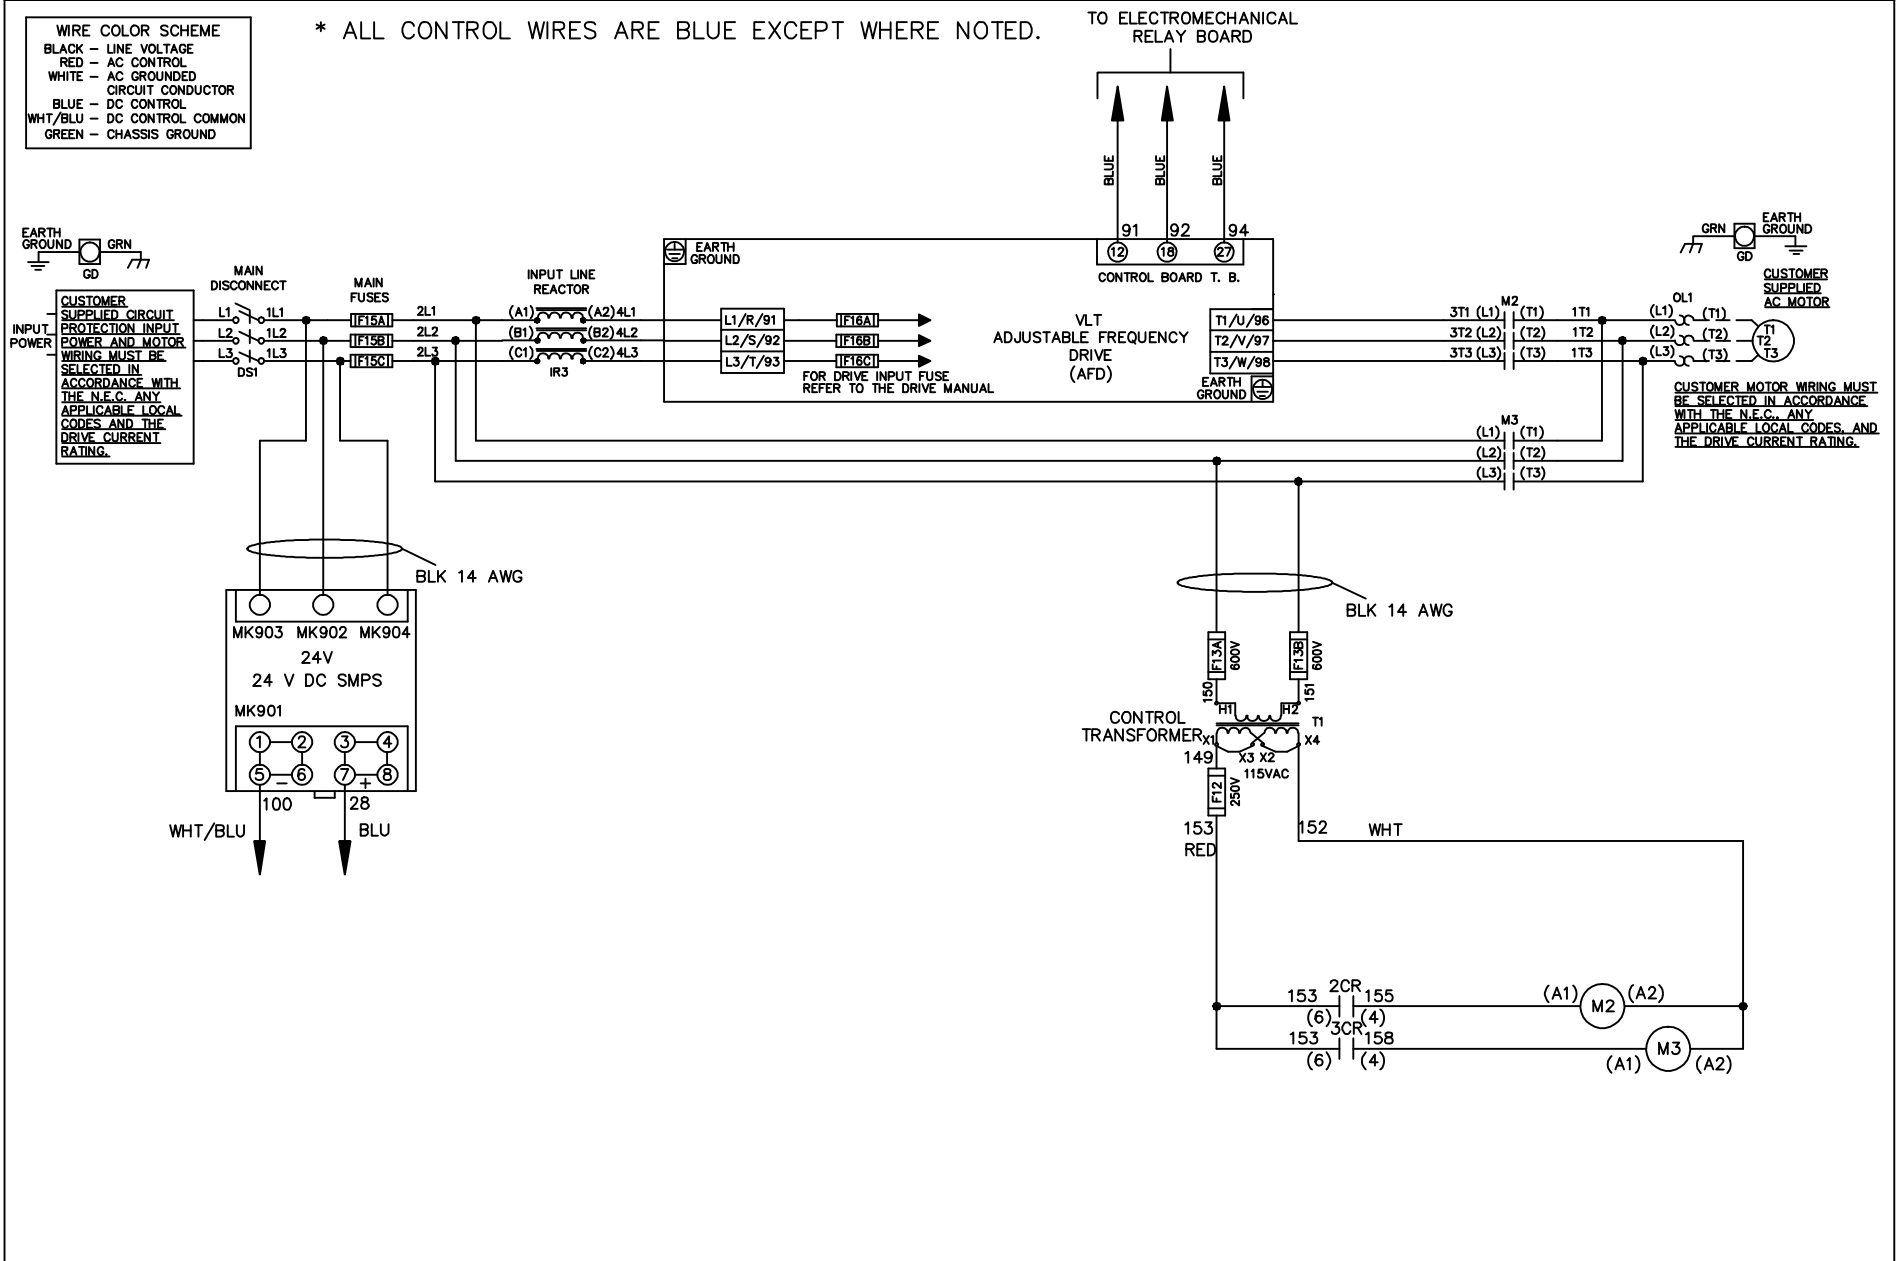 WIRE COLOR SCHEME
BLACK – LINE VOLTAGE
RED – AC CONTROL
WHITE – AC GROUNDED
CIRCUIT CONDUCTOR
BLUE – DC CONTROL
WHT/BLU – DC CONTROL COMMON
GREEN – CHASSIS GROUND
* ALL CONTROL WIRES ARE BLUE EXCEPT WHERE NOTED.
TO ELECTROMECHANICAL
RELAY BOARD
BLUE
BLUE
BLUE
91 92 94
12 18 27
CONTROL BOARD T. B.
EARTH
GROUND
GRN
GD
INPUT
POWER
CUSTOMER
SUPPLIED CIRCUIT
PROTECTION INPUT
POWER AND MOTOR
WIRING MUST BE
SELECTED IN
ACCORDANCE WITH
THE N.E.C. ANY
APPLICABLE LOCAL
CODES AND THE
DRIVE CURRENT
RATING.
MAIN
DISCONNECT
L1 1L1
L2 1L2
L3 1L3
DS1
MAIN
FUSES
F15A
F15B
F15C
2L1
2L2
2L3
INPUT LINE
REACTOR
(A1) (A2) 4L1
(B1) (B2) 4L2
(C1) (C2) 4L3
IR3
EARTH
GROUND
L1/R/91
L2/S/92
L3/T/93
F16A
F16B
F16C
FOR DRIVE INPUT FUSE
REFER TO THE DRIVE MANUAL
VLT
ADJUSTABLE FREQUENCY
DRIVE
(AFD)
T1/U/96
T2/V/97
T3/W/98
EARTH
GROUND
M2
3T1 (L1) (T1) 1T1
3T2 (L2) (T2) 1T2
3T3 (L3) (T3) 1T3
OL1
(L1) (T1)
(L2) (T2)
(L3) (T3)
T1
T2
T3
GRN
GD
EARTH
GROUND
CUSTOMER
SUPPLIED
AC MOTOR
CUSTOMER MOTOR WIRING MUST
BE SELECTED IN ACCORDANCE
WITH THE N.E.C., ANY
APPLICABLE LOCAL CODES, AND
THE DRIVE CURRENT RATING.
M3
(L1) (T1)
(L2) (T2)
(L3) (T3)
BLK 14 AWG
MK903 MK902 MK904
24V
24 V DC SMPS
MK901
1 2 3 4
5 6 7 8
– +
100 28
WHT/BLU BLU
BLK 14 AWG
F13A 600V
F13B 600V
150 151
H1 H2
CONTROL
TRANSFORMER
T1
X1 X3 X2 X4
149
115VAC
F12 250V
153
RED
152 WHT
2CR
153 155
(6) (4)
(A1) M2 (A2)
3CR
153 158
(6) (4)
(A1) M3 (A2)